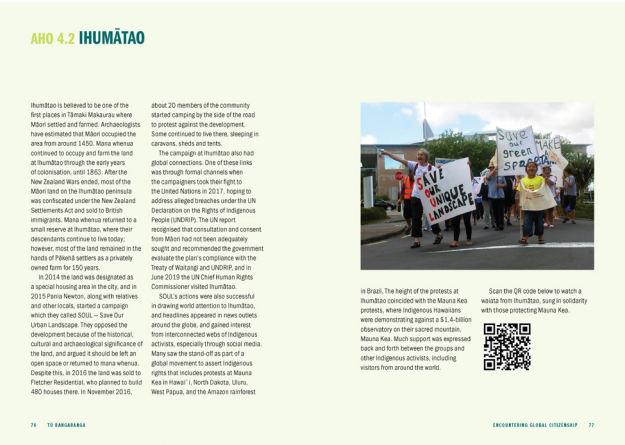 AHO 4.2 IHUMĀTAO
Ihumātao is believed to be one of the
first places in Tāmaki Makaurau where
Māori settled and farmed. Archaeologists
have estimated that Māori occupied the
area from around 1450. Mana whenua
continued to occupy and farm the land
at Ihumātao through the early years
of colonisation, until 1863. After the
New Zealand Wars ended, most of the
Māori land on the Ihumātao peninsula
was confiscated under the New Zealand
Settlements Act and sold to British
immigrants. Mana whenua returned to a
small reserve at Ihumātao, where their
descendants continue to live today;
however, most of the land remained in the
hands of Pākehā settlers as a privately
owned farm for 150 years.
In 2014 the land was designated as
a special housing area in the city, and in
2015 Pania Newton, along with relatives
and other locals, started a campaign
which they called SOUL – Save Our
Urban Landscape. They opposed the
development because of the historical,
cultural and archaeological significance of
the land, and argued it should be left an
open space or returned to mana whenua.
Despite this, in 2016 the land was sold to
Fletcher Residential, who planned to build
480 houses there. In November 2016,
about 20 members of the community
started camping by the side of the road
to protest against the development.
Some continued to live there, sleeping in
caravans, sheds and tents.
The campaign at Ihumātao also had
global connections. One of these links
was through formal channels when
the campaigners took their fight to
the United Nations in 2017, hoping to
address alleged breaches under the UN
Declaration on the Rights of Indigenous
People (UNDRIP). The UN report
recognised that consultation and consent
from Māori had not been adequately
sought and recommended the government
evaluate the plan's compliance with the
Treaty of Waitangi and UNDRIP, and in
June 2019 the UN Chief Human Rights
Commissioner visited Ihumātao.
SOUL's actions were also successful
in drawing world attention to Ihumātao,
and headlines appeared in news outlets
around the globe, and gained interest
from interconnected webs of Indigenous
activists, especially through social media.
Many saw the stand-off as part of a
global movement to assert Indigenous
rights that includes protests at Mauna
Kea in Hawai`i, North Dakota, Uluru,
West Papua, and the Amazon rainforest
SAVE
OUR
UNIQUE
LANDSCAPE
SAVE
our
green
SPACE
MAKE
in Brazil. The height of the protests at
Ihumātao coincided with the Mauna Kea
protests, where Indigenous Hawaiians
were demonstrating against a $1.4-billion
observatory on their sacred mountain,
Mauna Kea. Much support was expressed
back and forth between the groups and
other Indigenous activists, including
visitors from around the world.
Scan the QR code below to watch a
waiata from Ihumātao, sung in solidarity
with those protecting Mauna Kea.
76 TŪ RANGARANGA
ENCOUNTERING GLOBAL CITIZENSHIP 77